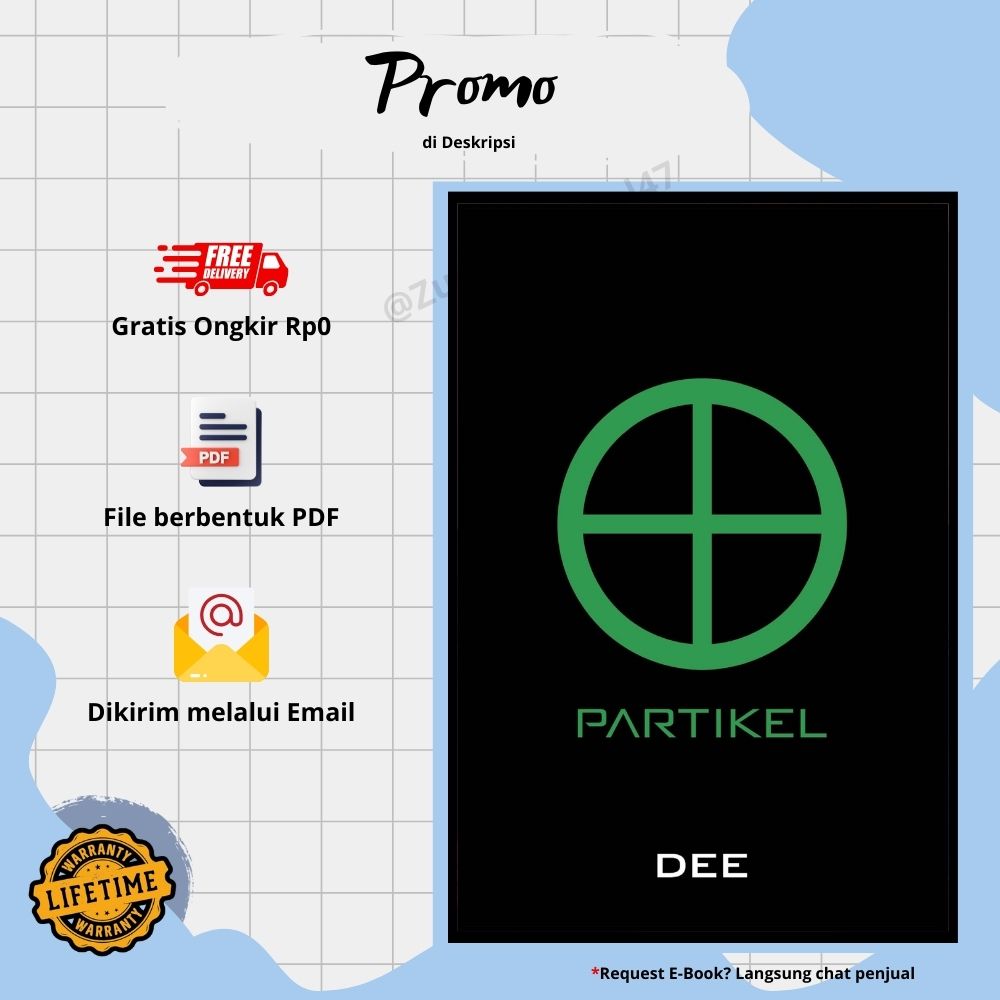 Promo
di Deskripsi
FREE
DELIVERY
Gratis Ongkir Rp0
PDF
File berbentuk PDF
@
Dikirim melalui Email
WARRANTY
LIFETIME
WARRANTY
PARTIKEL
DEE
*Request E-Book? Langsung chat penjual